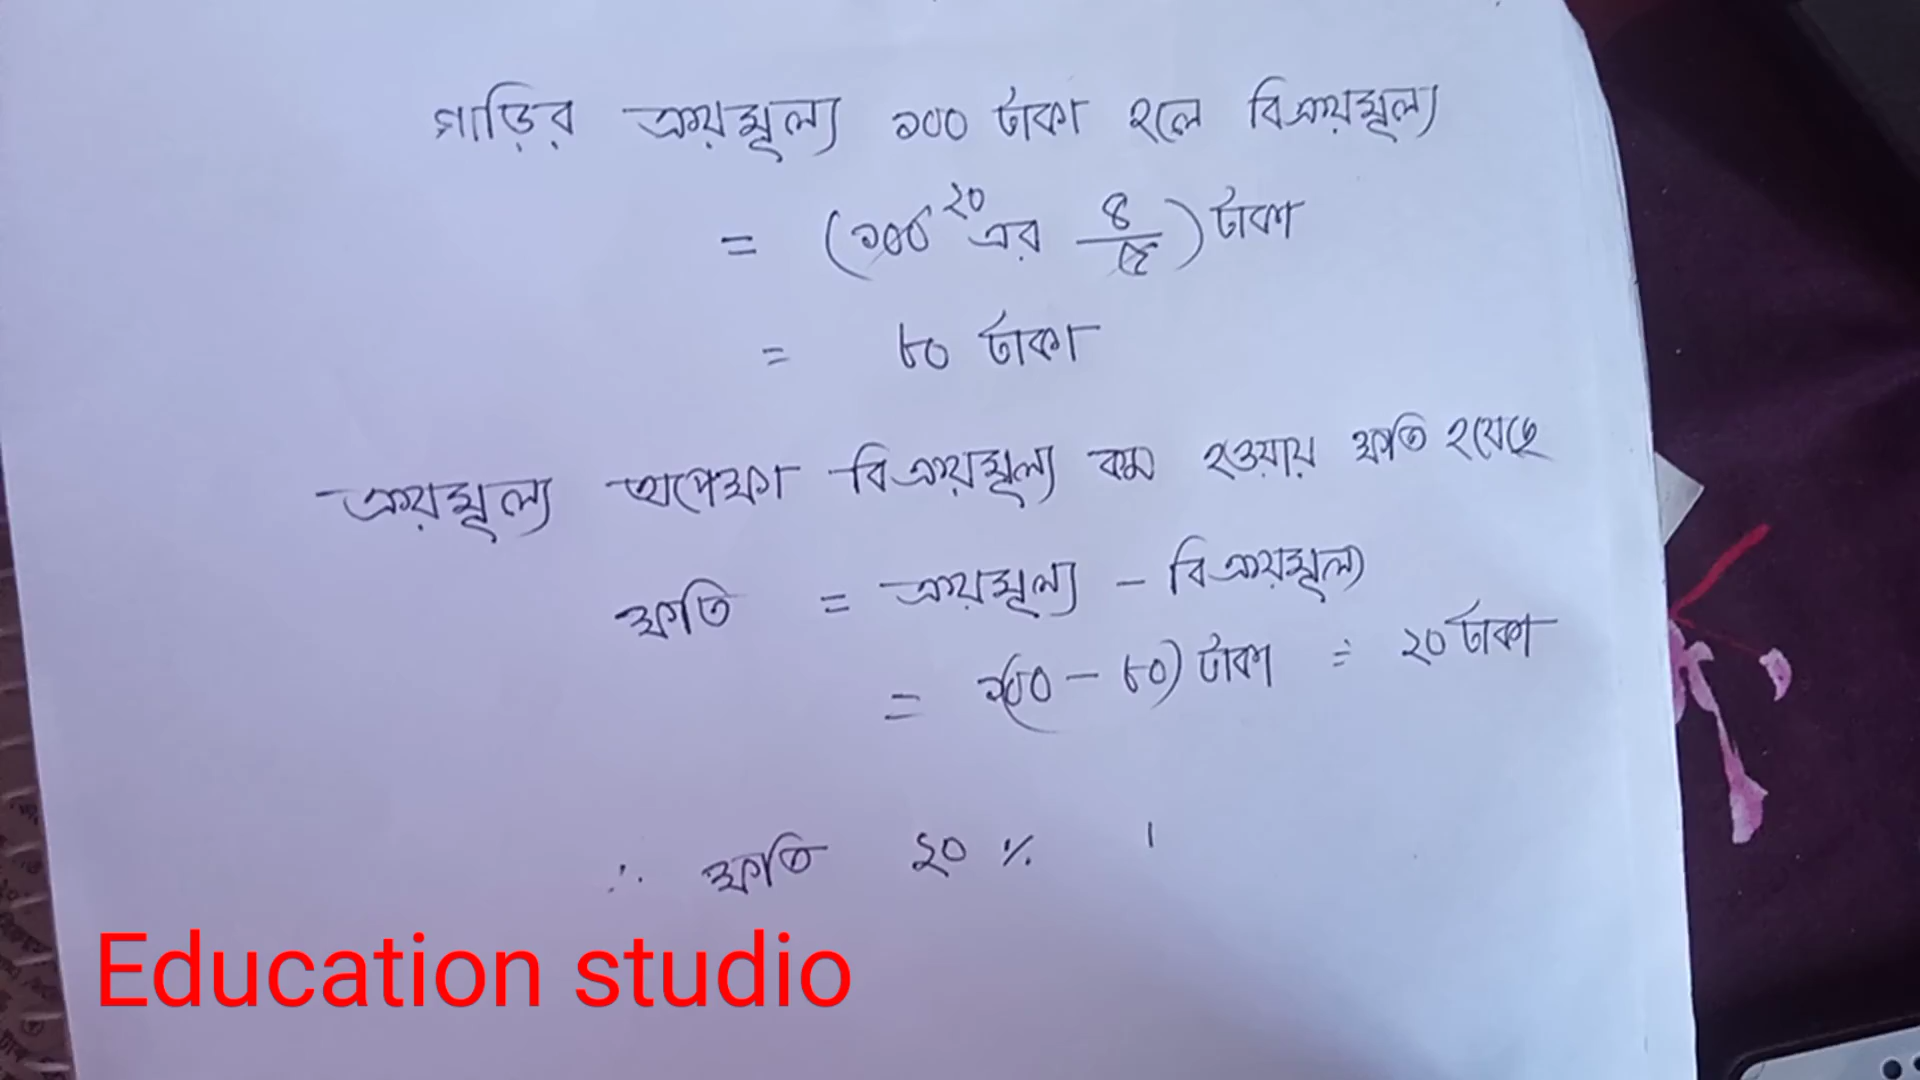 গাড়ির ক্রয়মূল্য ১০০ টাকা হলে বিক্রয়মূল্য
= (১০০ ২০ এর ৪/৫) টাকা
= ৮০ টাকা
ক্রয়মূল্য অপেক্ষা বিক্রয়মূল্য কম হওয়ায় ক্ষতি হয়েছে
ক্ষতি = ক্রয়মূল্য - বিক্রয়মূল্য
= (১০০ - ৮০) টাকা = ২০ টাকা
∴ ক্ষতি ২০ % ।
Education studio